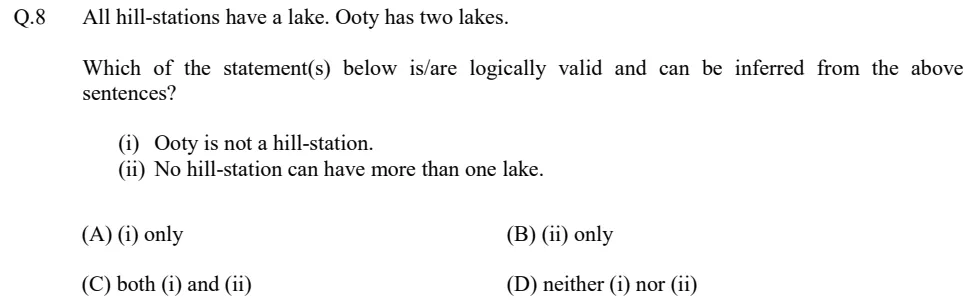 Q.8 All hill-stations have a lake. Ooty has two lakes.
Which of the statement(s) below is/are logically valid and can be inferred from the above
sentences?
(i) Ooty is not a hill-station.
(ii) No hill-station can have more than one lake.
(A) (i) only (B) (ii) only
(C) both (i) and (ii) (D) neither (i) nor (ii)